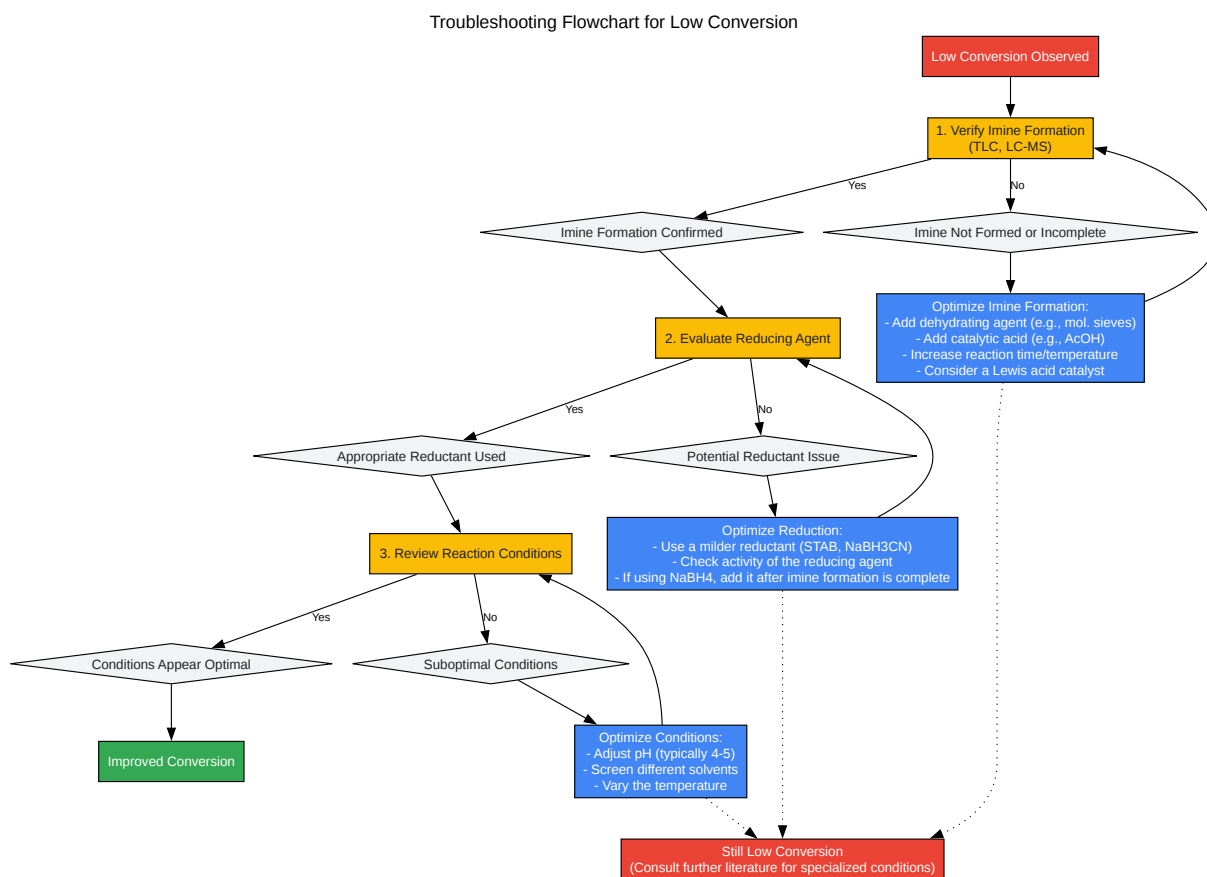 Troubleshooting Flowchart for Low Conversion
Low Conversion Observed
1. Verify Imine Formation
(TLC, LC-MS)
Yes
No
Imine Formation Confirmed
Imine Not Formed or Incomplete
Optimize Imine Formation:
- Add dehydrating agent (e.g., mol. sieves)
- Add catalytic acid (e.g., AcOH)
- Increase reaction time/temperature
- Consider a Lewis acid catalyst
2. Evaluate Reducing Agent
Yes
No
Appropriate Reductant Used
Potential Reductant Issue
Optimize Reduction:
- Use a milder reductant (STAB, NaBH3CN)
- Check activity of the reducing agent
- If using NaBH4, add it after imine formation is complete
3. Review Reaction Conditions
Yes
No
Conditions Appear Optimal
Suboptimal Conditions
Improved Conversion
Optimize Conditions:
- Adjust pH (typically 4-5)
- Screen different solvents
- Vary the temperature
Still Low Conversion
(Consult further literature for specialized conditions)